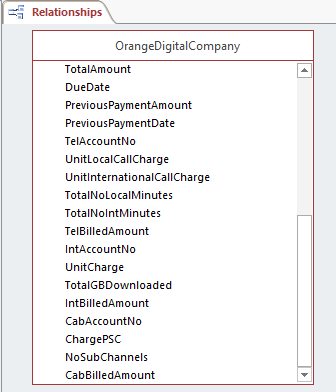 Relationships
OrangeDigitalCompany
TotalAmount
DueDate
PreviousPaymentAmount
PreviousPaymentDate
TelAccountNo
UnitLocalCallCharge
UnitInternationalCallCharge
TotalNoLocalMinutes
TotalNoIntMinutes
TelBilledAmount
IntAccountNo
UnitCharge
TotalGBDownloaded
IntBilledAmount
CabAccountNo
ChargePSC
NoSubChannels
CabBilledAmount